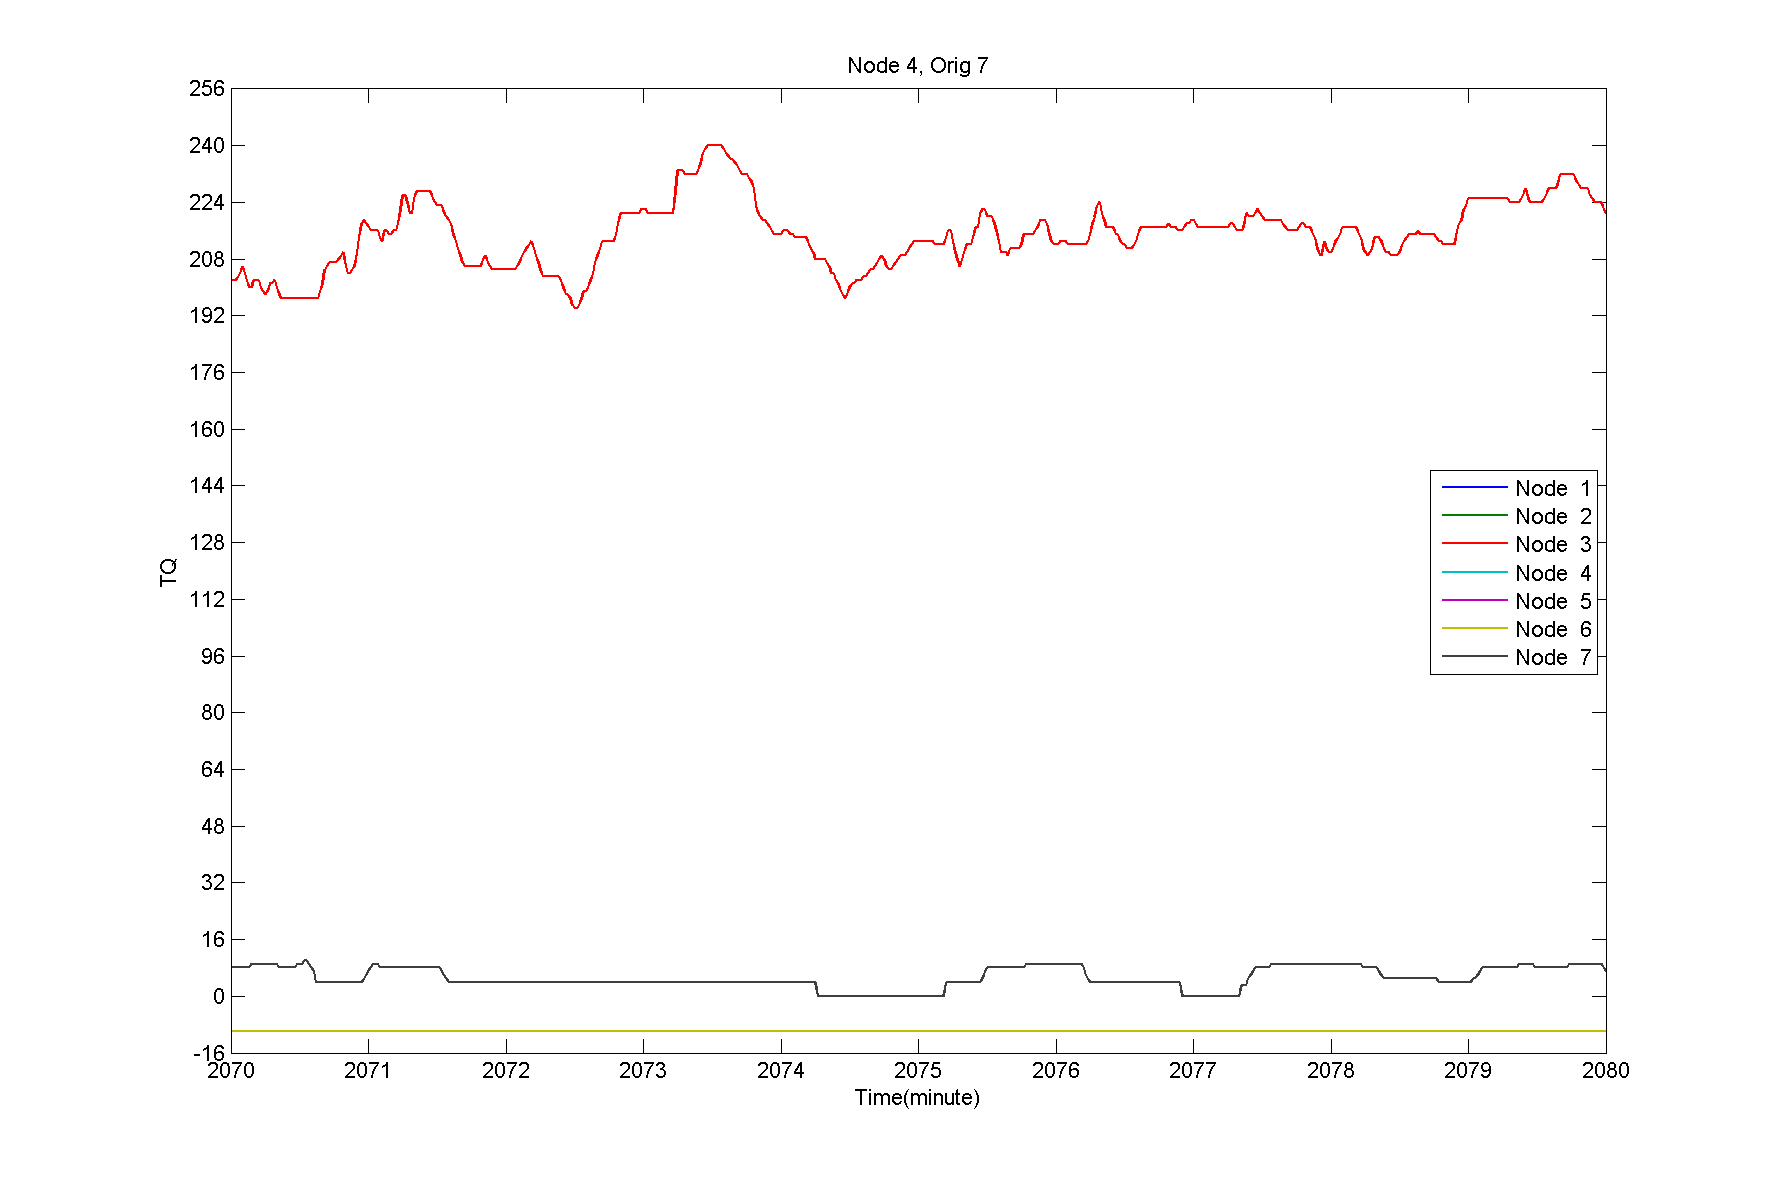 Node 4, Orig 7
256
240
224
208
192
176
160
144
128
112
96
80
64
48
32
16
0
-16
TQ
Node 1
Node 2
Node 3
Node 4
Node 5
Node 6
Node 7
2070 2071 2072 2073 2074 2075 2076 2077 2078 2079 2080
Time(minute)